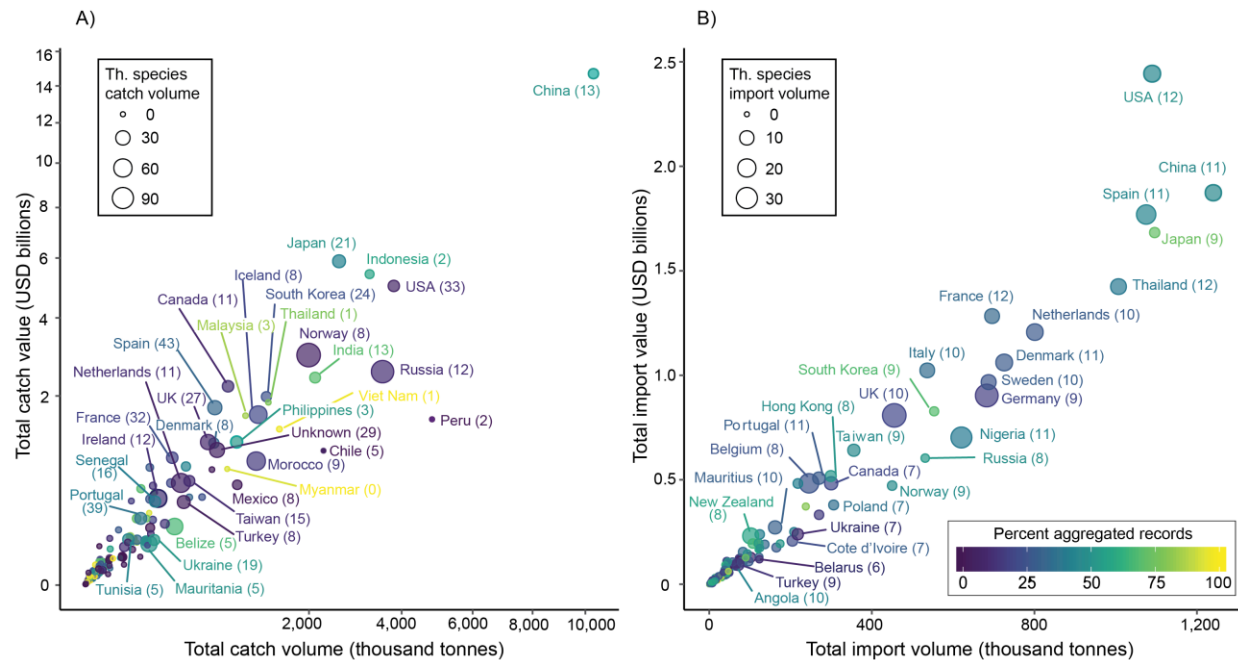 A)
Total catch value (USD billions)
16
14
12
10
8
6
4
2
0
Th. species
catch volume
0
30
60
90
China (13)
Japan (21)
Indonesia (2)
Iceland (8)
USA (33)
South Korea (24)
Canada (11)
Thailand (1)
Malaysia (3)
Norway (8)
Spain (43)
India (13)
Netherlands (11)
Russia (12)
UK (27)
Viet Nam (1)
Philippines (3)
Peru (2)
France (32)
Denmark (8)
Unknown (29)
Ireland (12)
Chile (5)
Senegal
(16)
Morocco (9)
Myanmar (0)
Portugal
(39)
Mexico (8)
Taiwan (15)
Turkey (8)
Belize (5)
Ukraine (19)
Tunisia (5)
Mauritania (5)
2,000
4,000
6,000
8,000
10,000
Total catch volume (thousand tonnes)
B)
Total import value (USD billions)
2.5
2.0
1.5
1.0
0.5
0
Th. species
import volume
0
10
20
30
USA (12)
China (11)
Spain (11)
Japan (9)
Thailand (12)
France (12)
Netherlands (10)
Italy (10)
Denmark (11)
South Korea (9)
Sweden (10)
UK (10)
Germany (9)
Hong Kong (8)
Portugal (11)
Taiwan (9)
Nigeria (11)
Belgium (8)
Russia (8)
Canada (7)
Mauritius (10)
Norway (9)
New Zealand
(8)
Poland (7)
Ukraine (7)
Cote d'Ivoire (7)
Belarus (6)
Turkey (9)
Angola (10)
Percent aggregated records
0
25
50
75
100
0
400
800
1,200
Total import volume (thousand tonnes)